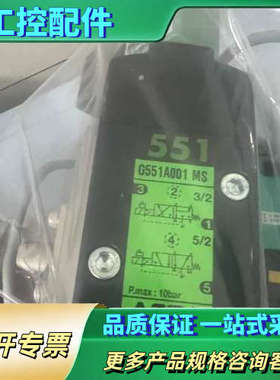 工控配件
551
G551A001 MS
3 2 3/2
1
4 5/2
5
P.max: 10bar
开专票
品质保证 一站式采
更多产品规格咨询客